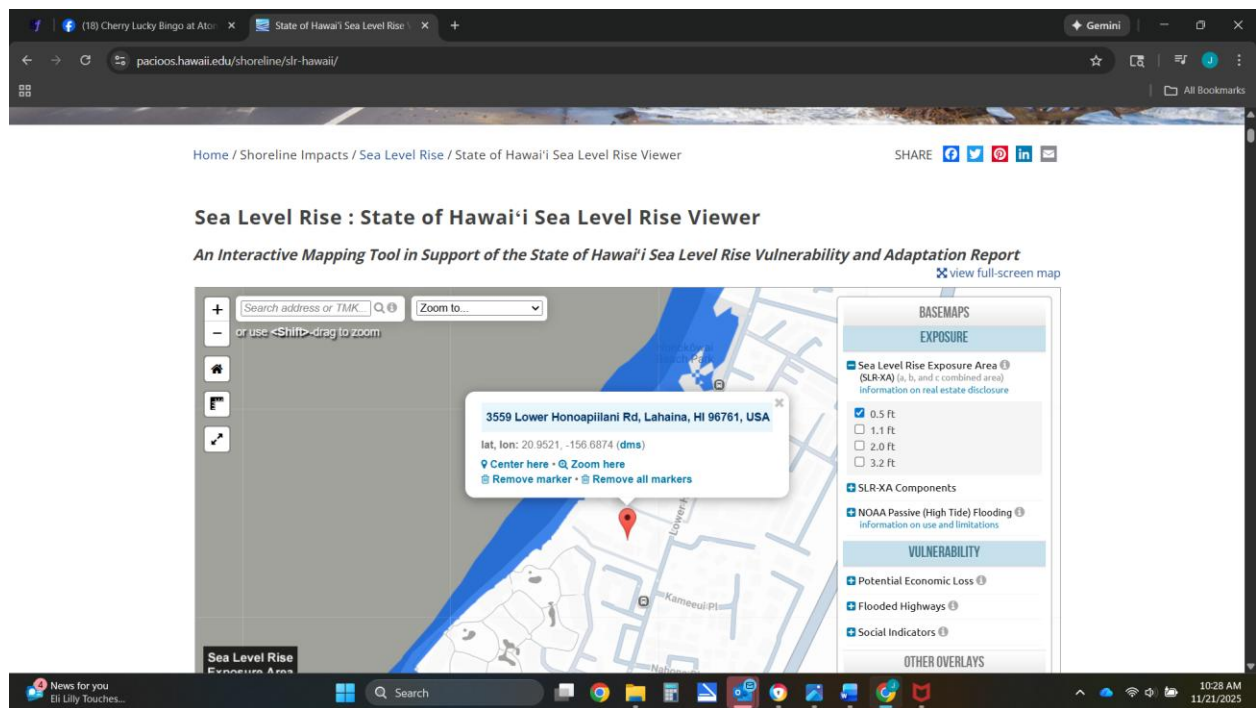 (18) Cherry Lucky Bingo at Ator
State of Hawai'i Sea Level Rise
Gemini
pacioos.hawaii.edu/shoreline/slr-hawaii/
J
All Bookmarks
Home / Shoreline Impacts / Sea Level Rise / State of Hawai'i Sea Level Rise Viewer
SHARE
Sea Level Rise : State of Hawaiʻi Sea Level Rise Viewer
An Interactive Mapping Tool in Support of the State of Hawaiʻi Sea Level Rise Vulnerability and Adaptation Report
view full-screen map
+
Search address or TMK...
Zoom to...
−
or use <Shift>-drag to zoom
Beach Park
3559 Lower Honoapiilani Rd, Lahaina, HI 96761, USA
lat, lon: 20.9521, -156.6874 (dms)
Center here • Zoom here
Remove marker • Remove all markers
Lower
Kameeui Pl
BASEMAPS
EXPOSURE
Sea Level Rise Exposure Area
(SLR-XA) (a, b, and c combined area)
information on real estate disclosure
0.5 ft
1.1 ft
2.0 ft
3.2 ft
SLR-XA Components
NOAA Passive (High Tide) Flooding
information on use and limitations
VULNERABILITY
Potential Economic Loss
Flooded Highways
Social Indicators
OTHER OVERLAYS
Sea Level Rise
Exposure Area
4
News for you
Eli Lilly Touches...
Search
10:28 AM
11/21/2025